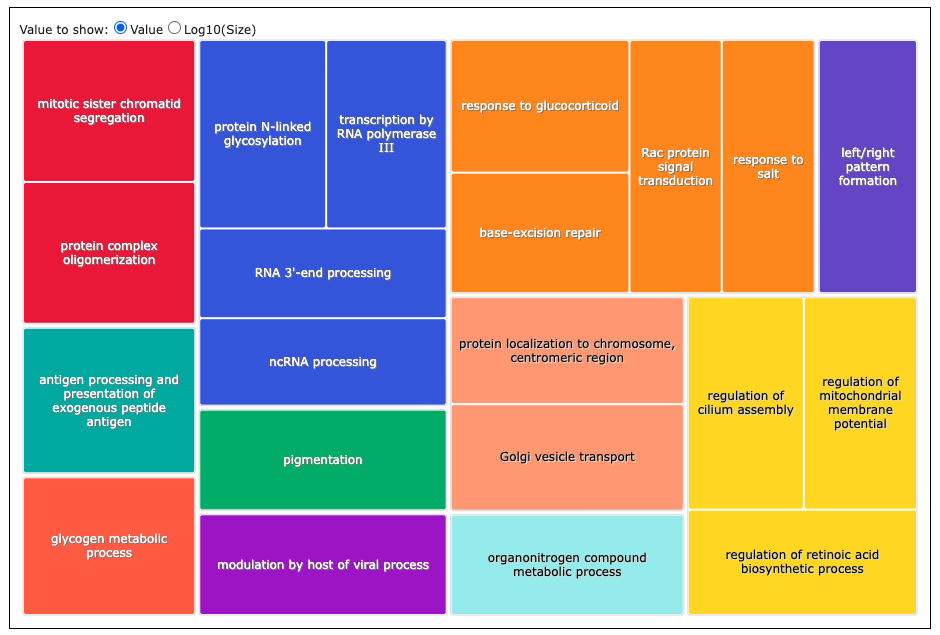 Value to show: Value Log10(Size)
mitotic sister chromatid
segregation
protein complex
oligomerization
antigen processing and
presentation of
exogenous peptide
antigen
glycogen metabolic
process
protein N-linked
glycosylation
transcription by
RNA polymerase
III
RNA 3'-end processing
ncRNA processing
pigmentation
modulation by host of viral process
response to glucocorticoid
base-excision repair
Rac protein
signal
transduction
response to
salt
left/right
pattern
formation
protein localization to chromosome,
centromeric region
Golgi vesicle transport
organonitrogen compound
metabolic process
regulation of
cilium assembly
regulation of
mitochondrial
membrane
potential
regulation of retinoic acid
biosynthetic process